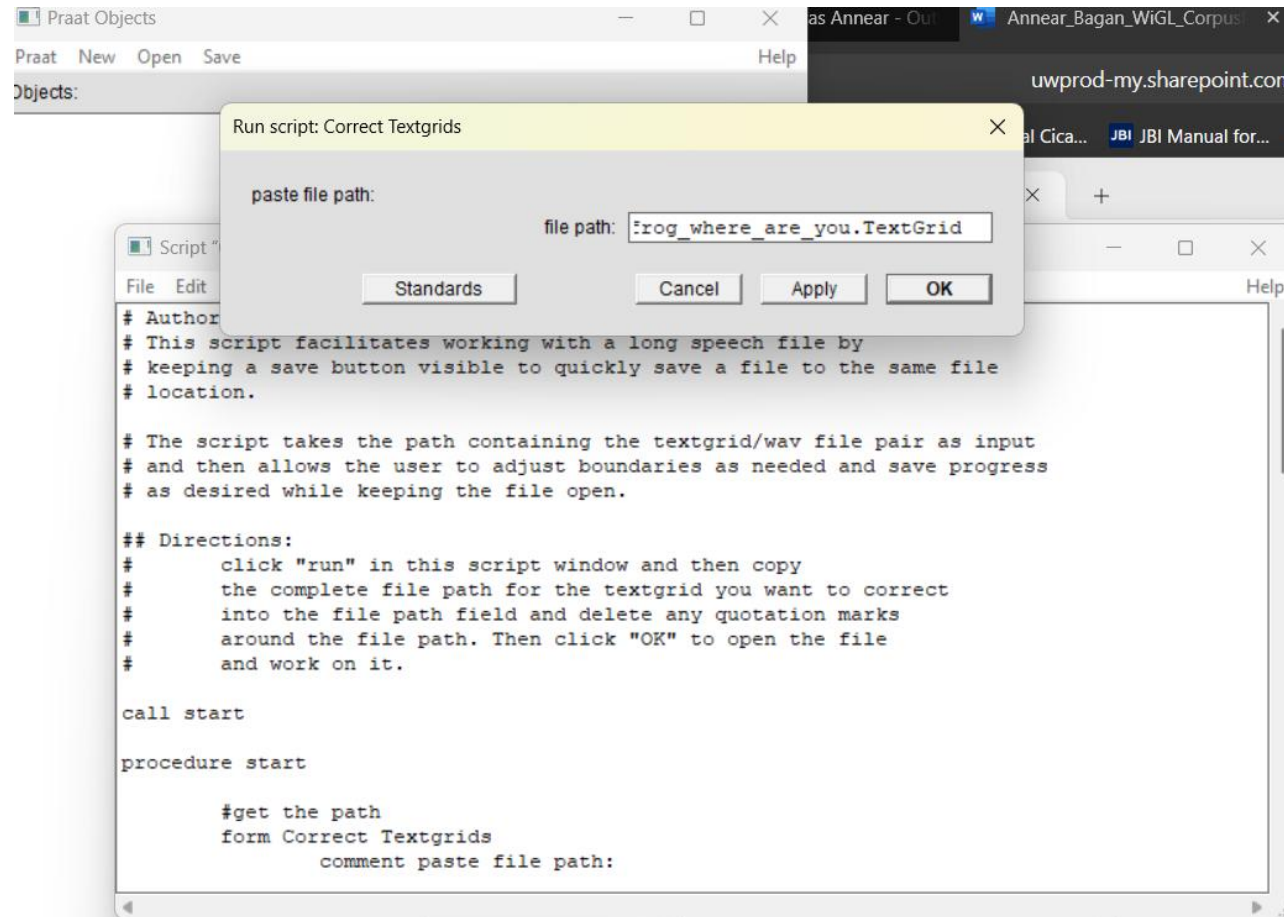 Praat Objects
as Annear - Out
Annear_Bagan_WiGL_Corpus
Praat New Open Save Help
uwprod-my.sharepoint.com
Objects:
Run script: Correct Textgrids
al Cica... JBI JBI Manual for...
paste file path:
file path: frog_where_are_you.TextGrid
Script "
File Edit Help
Standards Cancel Apply OK
# Author
# This script facilitates working with a long speech file by
# keeping a save button visible to quickly save a file to the same file
# location.
# The script takes the path containing the textgrid/wav file pair as input
# and then allows the user to adjust boundaries as needed and save progress
# as desired while keeping the file open.
## Directions:
# click "run" in this script window and then copy
# the complete file path for the textgrid you want to correct
# into the file path field and delete any quotation marks
# around the file path. Then click "OK" to open the file
# and work on it.
call start
procedure start
#get the path
form Correct Textgrids
comment paste file path: